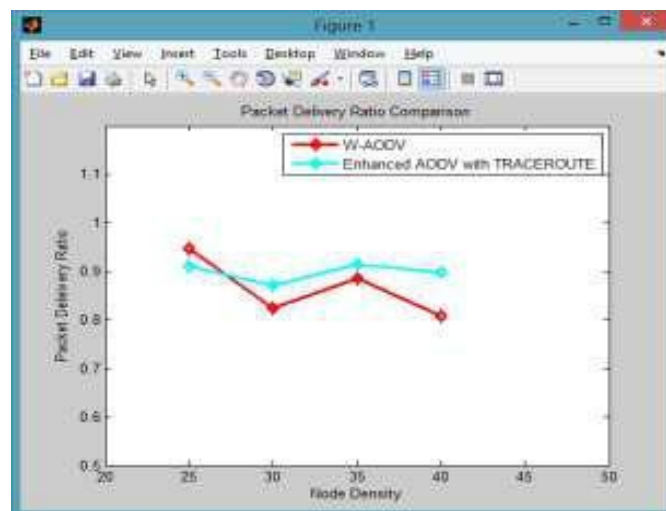 Figure 1
File Edit View Insert Tools Desktop Window Help
Packet Delivery Ratio Comparison
W-AODV
Enhanced AODV with TRACEROUTE
1.1
1
0.9
0.8
0.7
0.6
0.5
Packet Delevery Ratio
20 25 30 35 40 45 50
Node Density